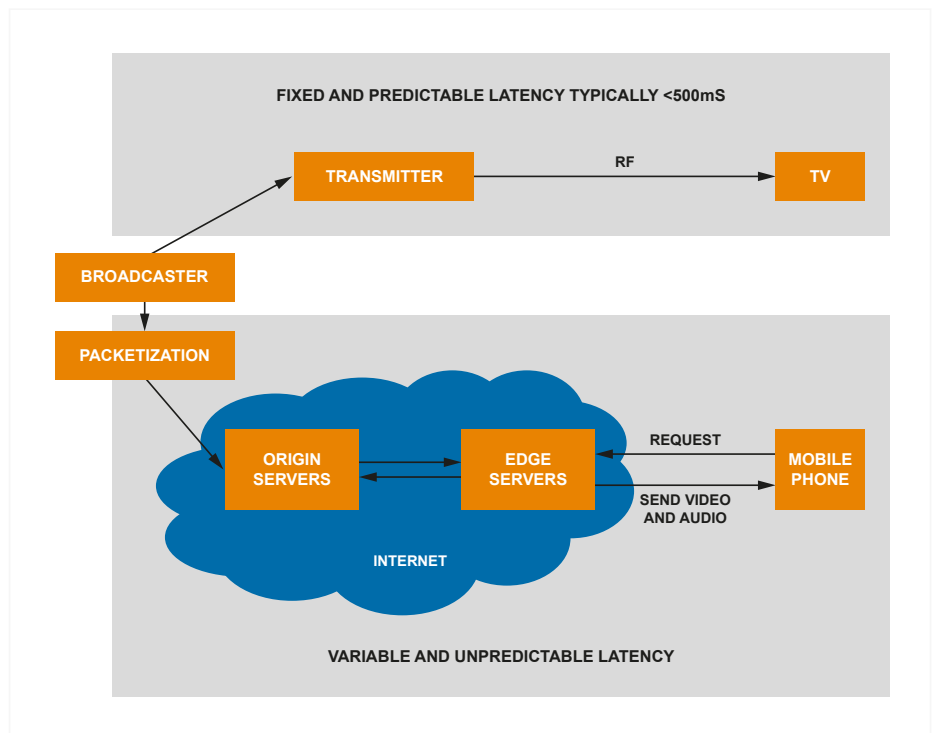 FIXED AND PREDICTABLE LATENCY TYPICALLY <500mS
RF
TRANSMITTER
TV
BROADCASTER
PACKETIZATION
ORIGIN
SERVERS
EDGE
SERVERS
REQUEST
MOBILE
PHONE
SEND VIDEO
AND AUDIO
INTERNET
VARIABLE AND UNPREDICTABLE LATENCY